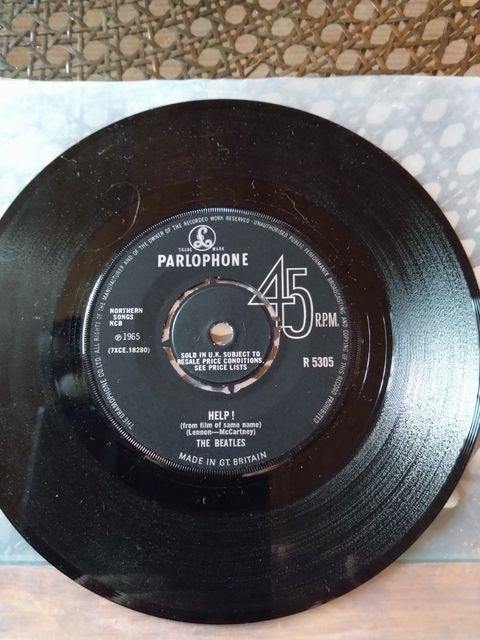 THE GRAMOPHONE CO. LTD. ALL RIGHTS OF THE MANUFACTURER AND OF THE OWNER OF THE RECORDED WORK RESERVED · UNAUTHORISED PUBLIC PERFORMANCE BROADCASTING AND COPYING OF THIS RECORD PROHIBITED
£
TRADE MARK
PARLOPHONE
45 R.P.M.
NORTHERN
SONGS
NCB
℗1965
(7XCE.18280)
SOLD IN U.K. SUBJECT TO
RESALE PRICE CONDITIONS,
SEE PRICE LISTS
R 5305
HELP !
(from film of same name)
(Lennon—McCartney)
THE BEATLES
MADE IN GT. BRITAIN